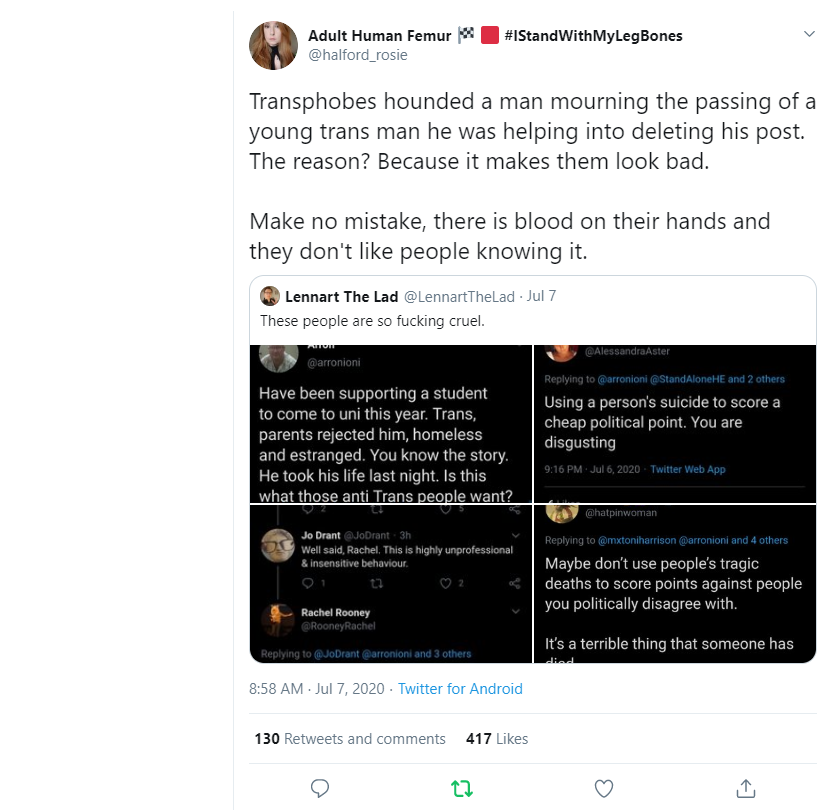 Adult Human Femur 🏁 🟥 #IStandWithMyLegBones
@halford_rosie
Transphobes hounded a man mourning the passing of a
young trans man he was helping into deleting his post.
The reason? Because it makes them look bad.
Make no mistake, there is blood on their hands and
they don't like people knowing it.
Lennart The Lad @LennartTheLad · Jul 7
These people are so fucking cruel.
@arronioni
Have been supporting a student
to come to uni this year. Trans,
parents rejected him, homeless
and estranged. You know the story.
He took his life last night. Is this
what those anti Trans people want?
@AlessandraAster
Replying to @arronioni @StandAloneHE and 2 others
Using a person's suicide to score a
cheap political point. You are
disgusting
9:16 PM · Jul 6, 2020 · Twitter Web App
2 5
Jo Drant @JoDrant · 3h
Well said, Rachel. This is highly unprofessional
& insensitive behaviour.
1 2
Rachel Rooney
@RooneyRachel
Replying to @JoDrant @arronioni and 3 others
@hatpinwoman
Replying to @mxtoniharrison @arronioni and 4 others
Maybe don't use people's tragic
deaths to score points against people
you politically disagree with.
It's a terrible thing that someone has
died
8:58 AM · Jul 7, 2020 · Twitter for Android
130 Retweets and comments 417 Likes